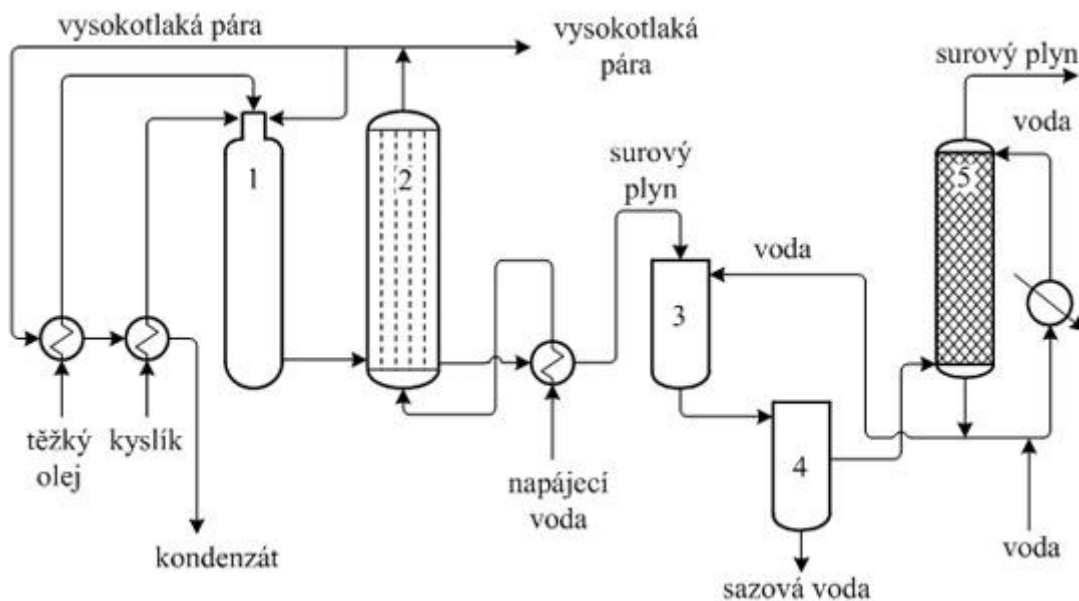 vysokotlaká pára
vysokotlaká
pára
surový plyn
voda
1
2
surový
plyn
5
voda
3
těžký
olej
kyslík
napájecí
voda
4
kondenzát
sazová voda
voda